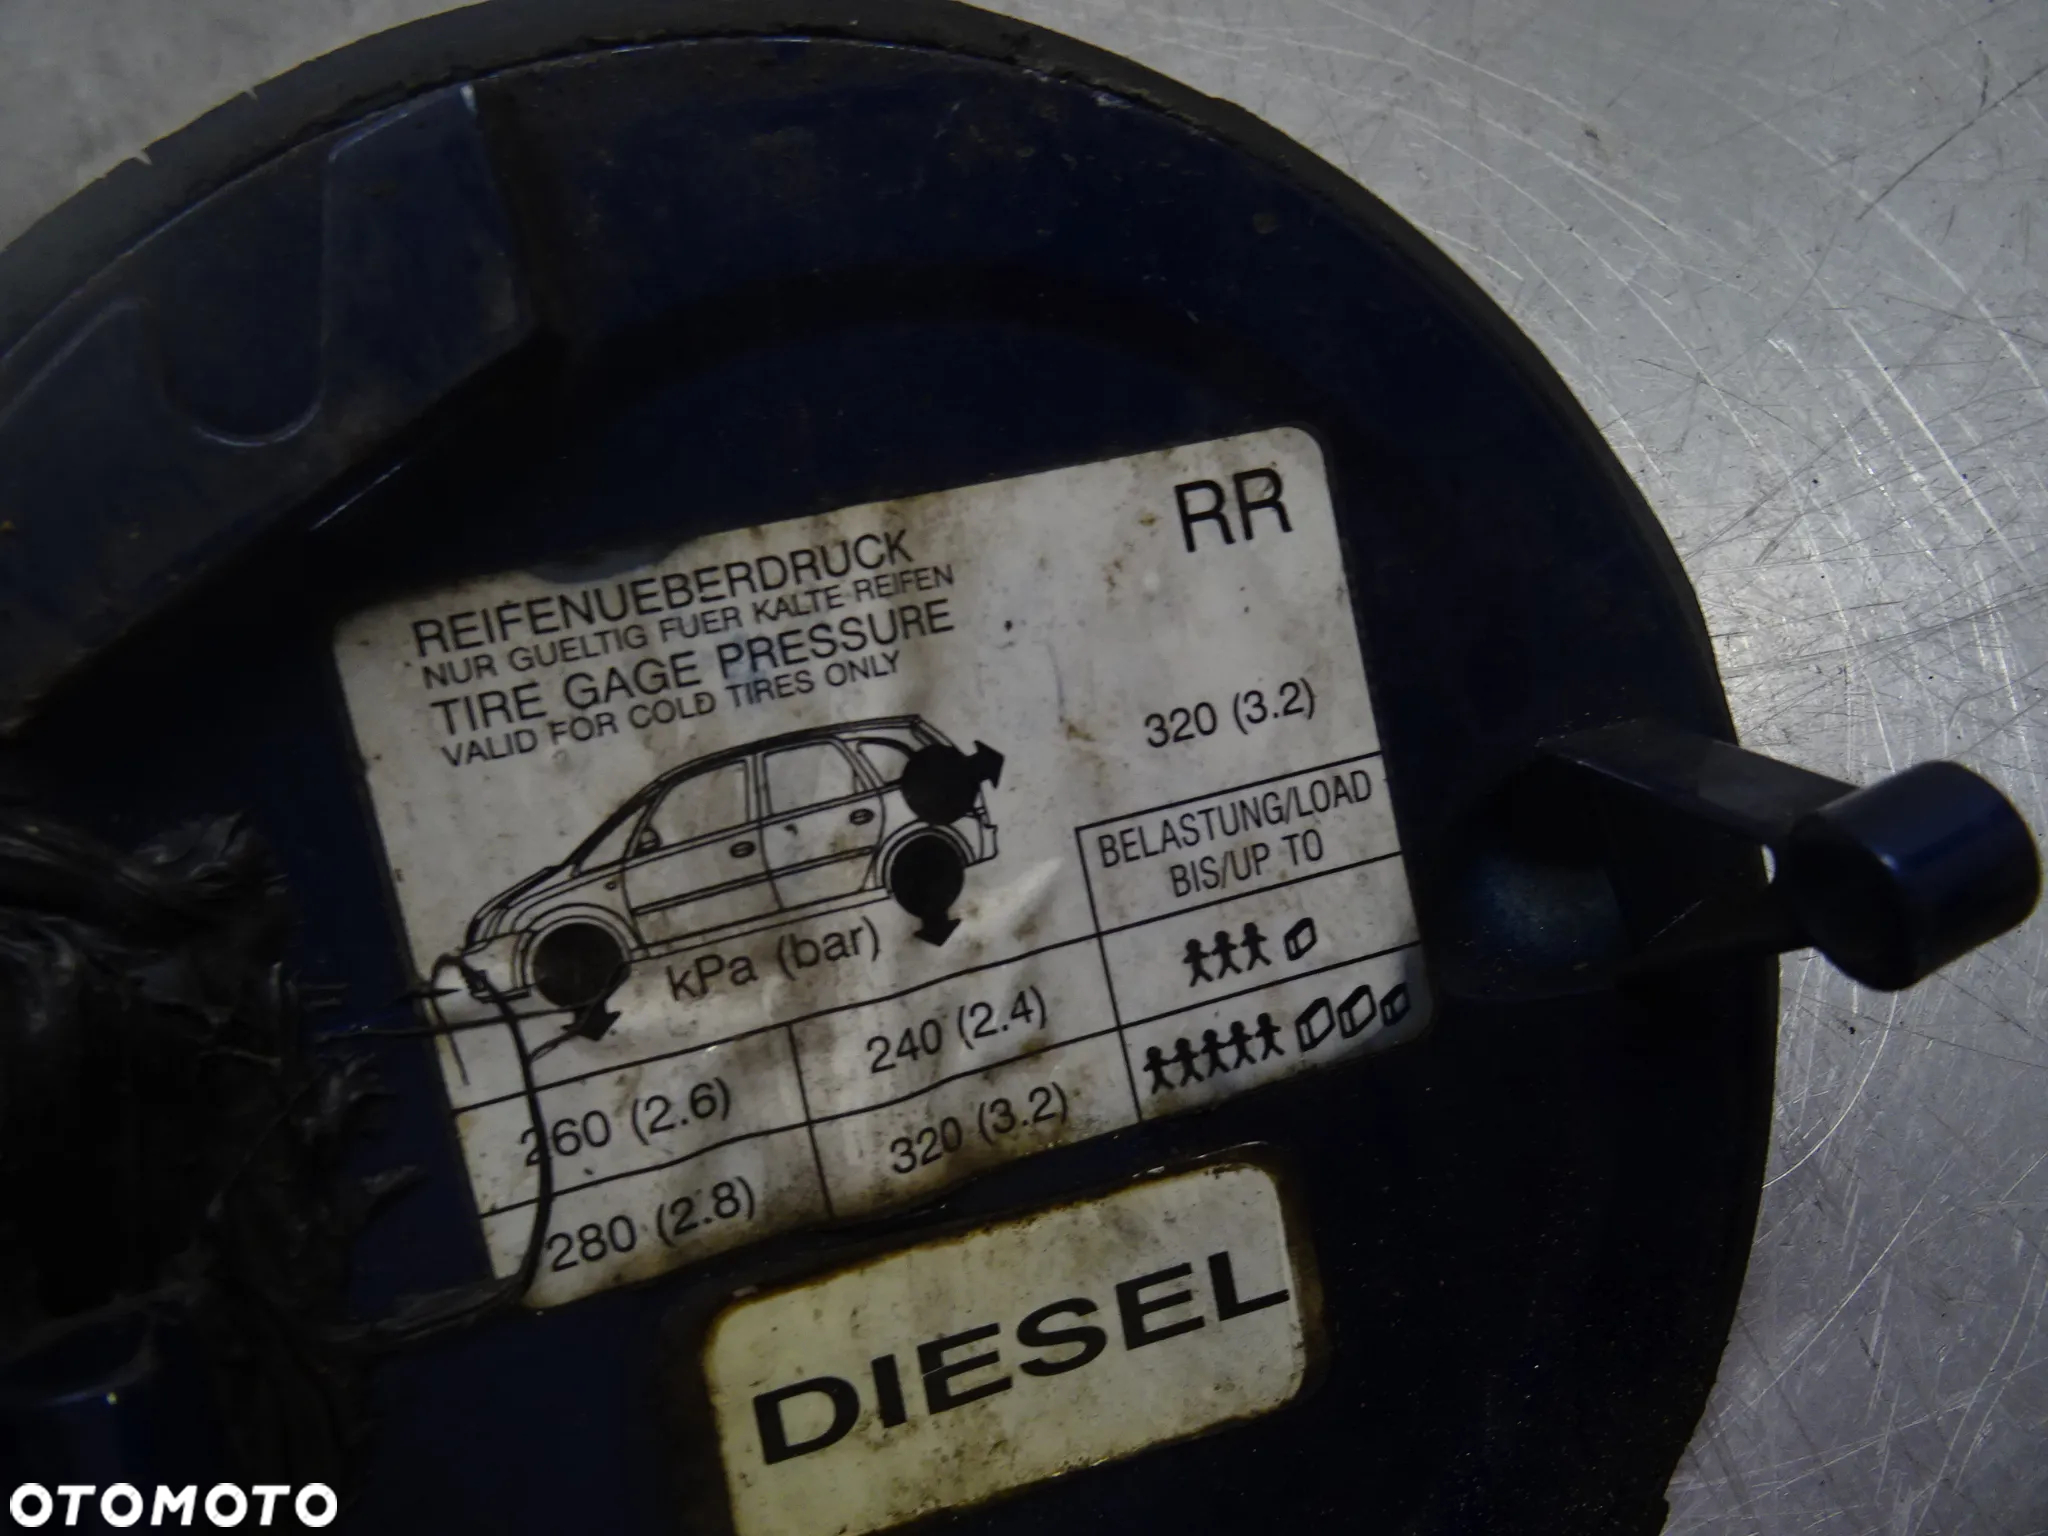 RR
REIFENUEBERDRUCK
NUR GUELTIG FUER KALTE REIFEN
TIRE GAGE PRESSURE
VALID FOR COLD TIRES ONLY
320 (3.2)
BELASTUNG/LOAD
BIS/UP TO
kPa (bar)
260 (2.6) 240 (2.4)
280 (2.8) 320 (3.2)
DIESEL
OTOMOTO